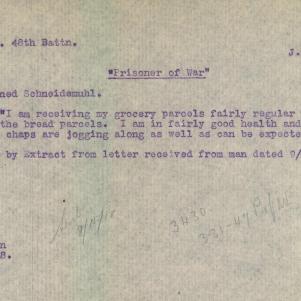 . 48th Battn.
J.
"Prisoner of War"
ned Schneidemuhl.
"I am receiving my grocery parcels fairly regular
the bread parcels. I am in fairly good health and
chaps are jogging along as well as can be expecte
by Extract from letter received from man dated 9/
3430
n
8.